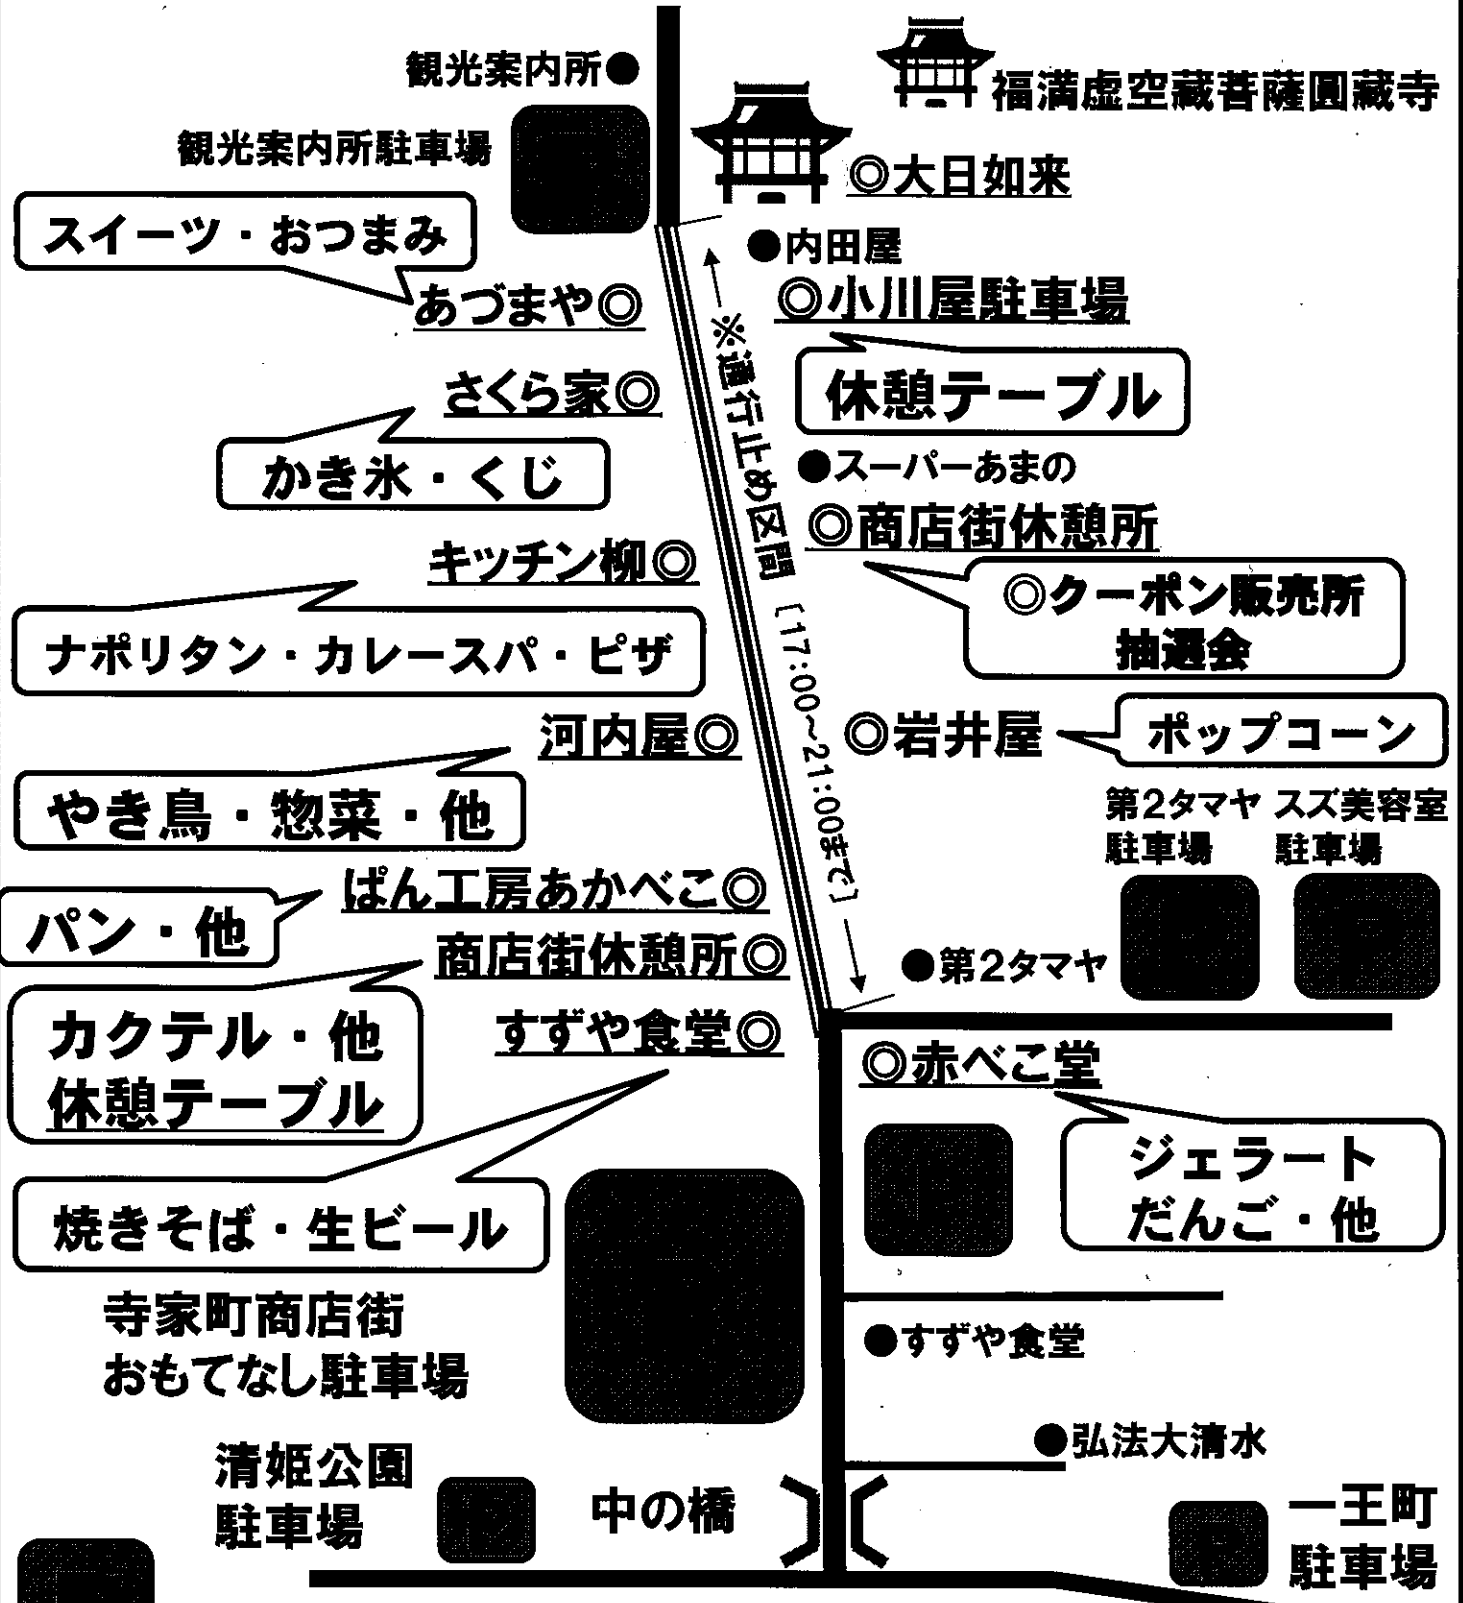 観光案内所●
福満虚空藏菩薩圓藏寺
観光案内所駐車場
◎大日如来
スイーツ・おつまみ
●内田屋
あづまや◎
◎小川屋駐車場
※通行止め区間〔17:00~21:00まで〕
休憩テーブル
さくら家◎
かき氷・くじ
●スーパーあまの
◎商店街休憩所
キッチン柳◎
◎クーポン販売所
抽選会
ナポリタン・カレースパ・ピザ
河内屋◎
◎岩井屋
ポップコーン
やき鳥・惣菜・他
第2タマヤ
駐車場
スズ美容室
駐車場
ぱん工房あかべこ◎
パン・他
商店街休憩所◎
●第2タマヤ
カクテル・他
休憩テーブル
すずや食堂◎
◎赤べこ堂
ジェラート
だんご・他
焼きそば・生ビール
寺家町商店街
おもてなし駐車場
●すずや食堂
●弘法大清水
清姫公園
駐車場
P
中の橋
P
一王町
駐車場